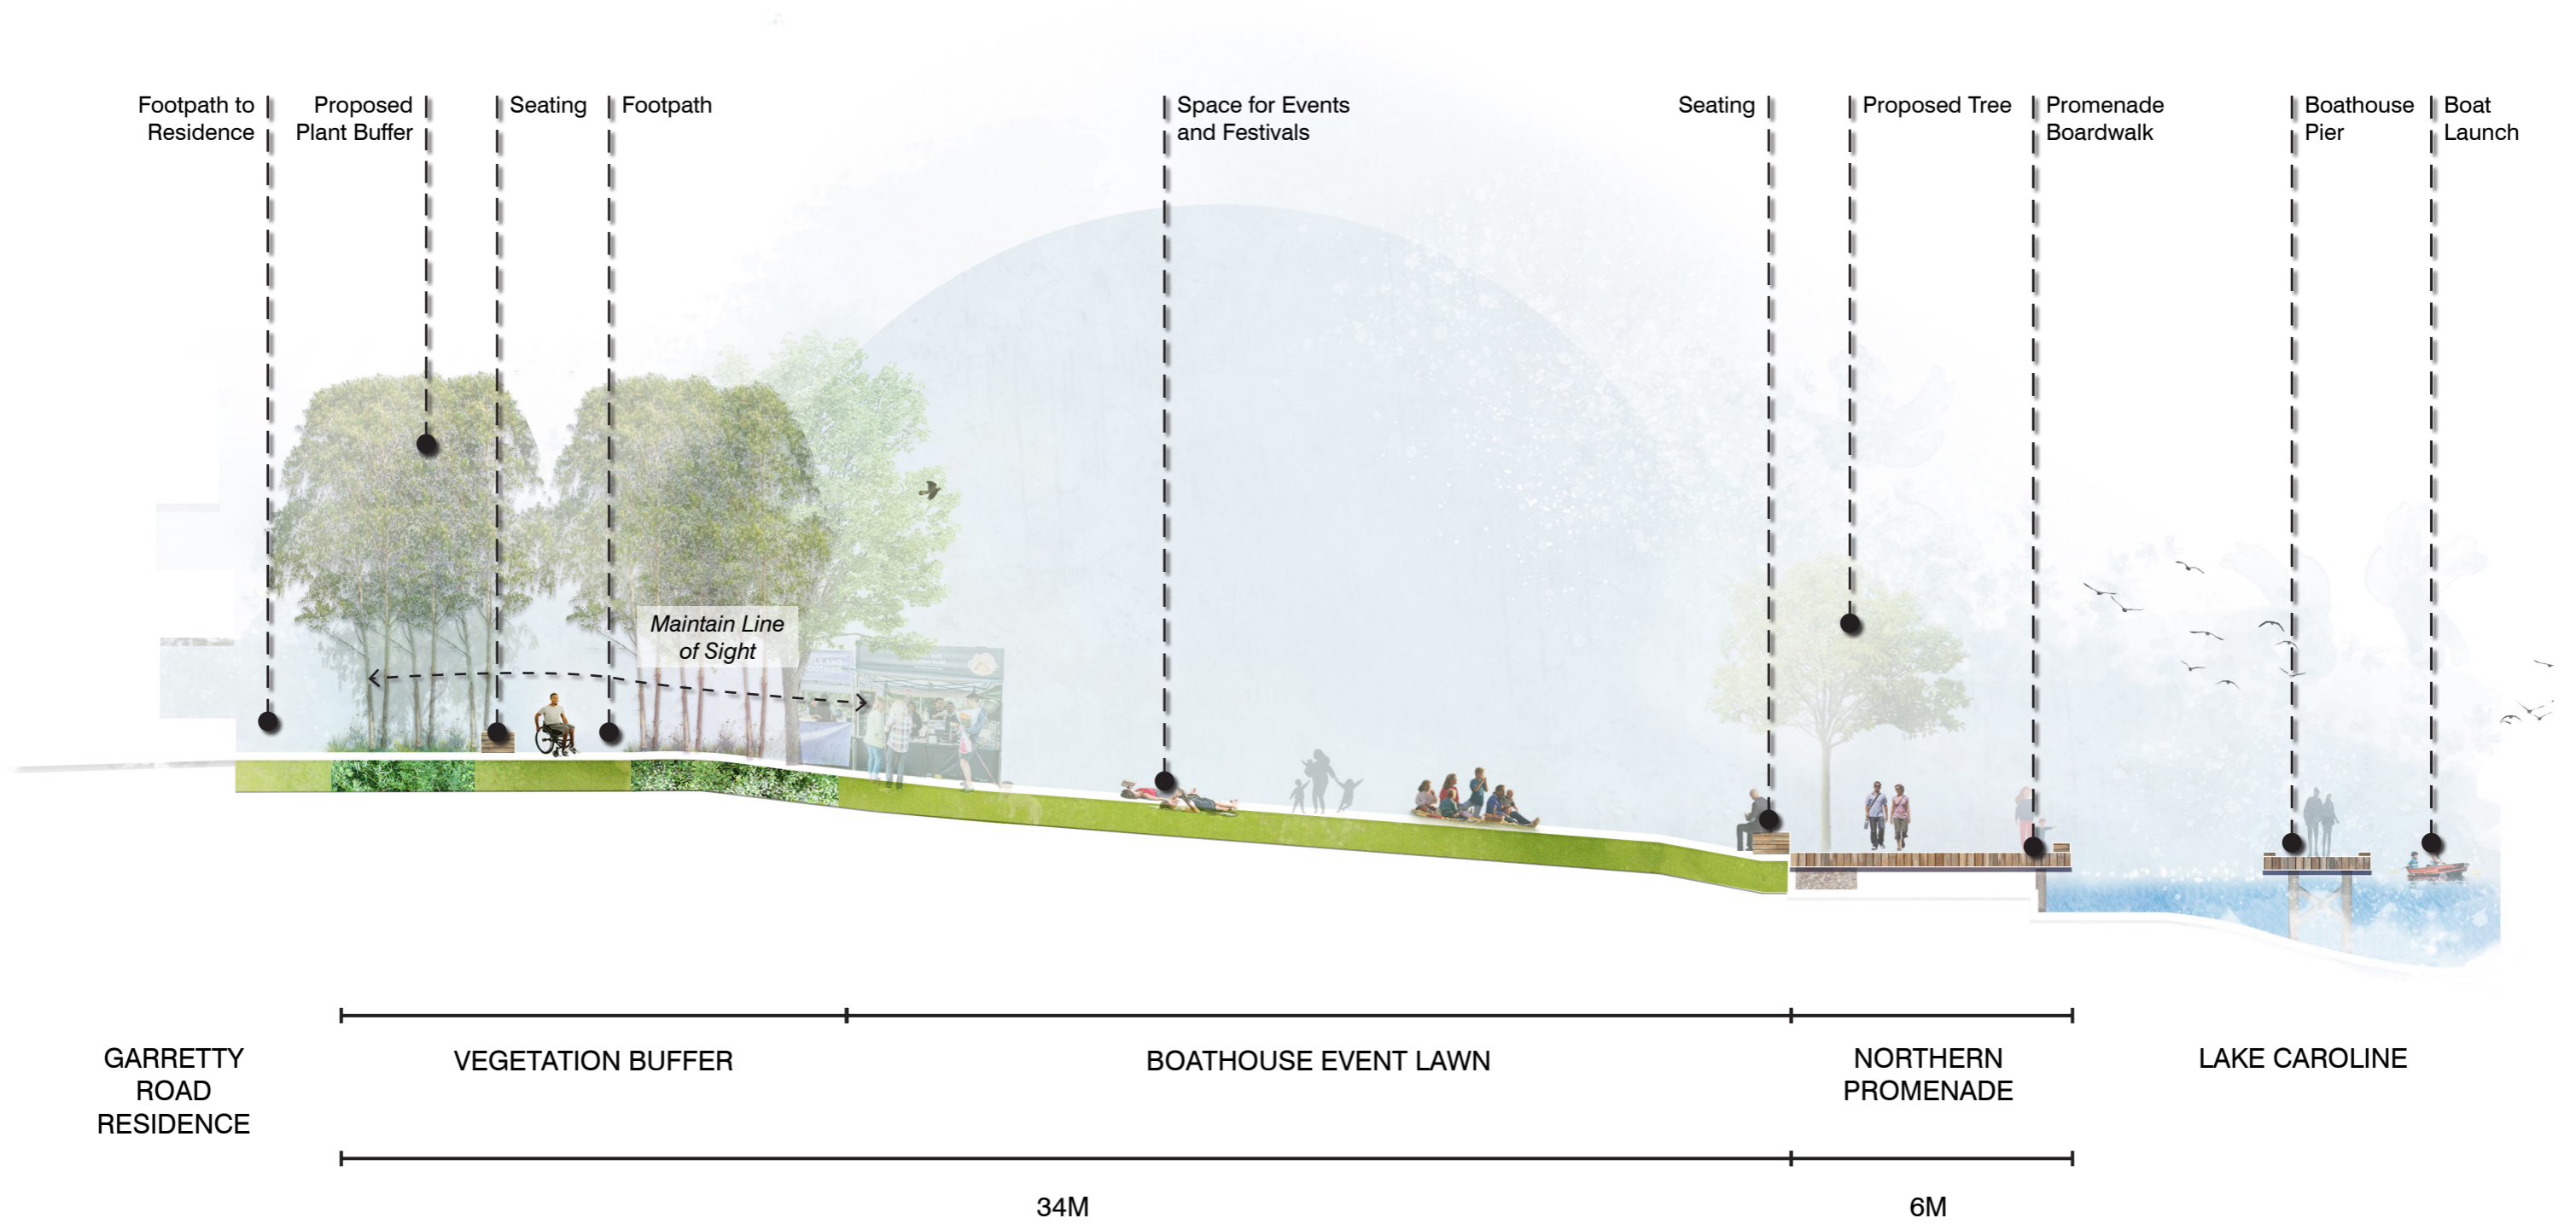 Footpath to
Residence
Proposed
Plant Buffer
Seating
Footpath
Space for Events
and Festivals
Seating
Proposed Tree
Promenade
Boardwalk
Boathouse
Pier
Boat
Launch
Maintain Line
of Sight
GARRETTY
ROAD
RESIDENCE
VEGETATION BUFFER
BOATHOUSE EVENT LAWN
NORTHERN
PROMENADE
LAKE CAROLINE
34M
6M